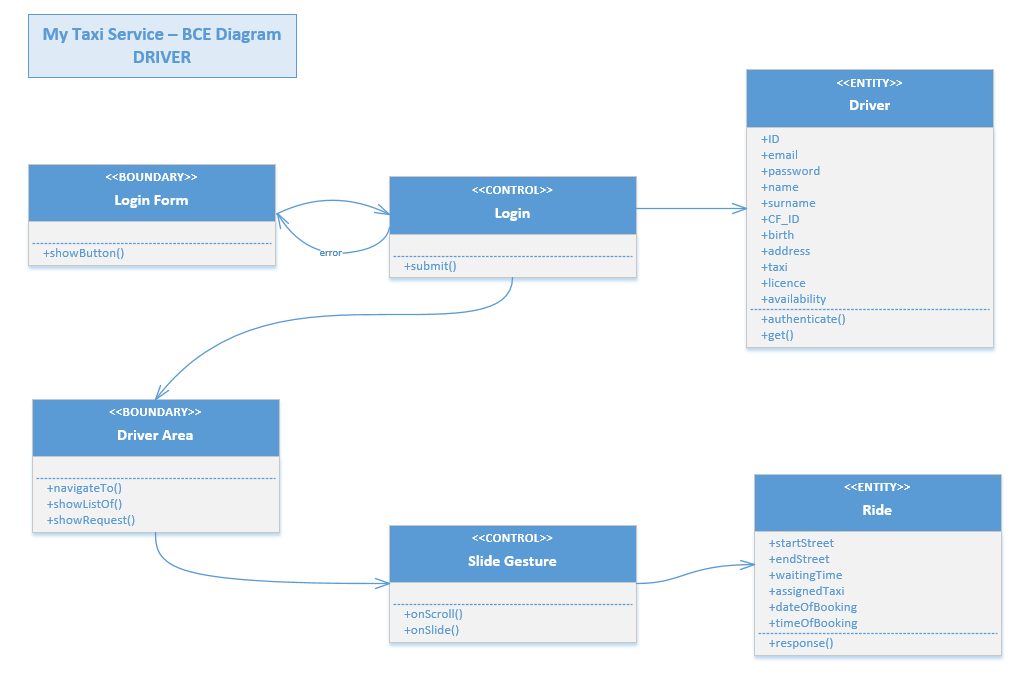 My Taxi Service – BCE Diagram
DRIVER
<<ENTITY>>
Driver
+ID
+email
+password
+name
+surname
+CF_ID
+birth
+address
+taxi
+licence
+availability
+authenticate()
+get()
<<BOUNDARY>>
Login Form
+showButton()
error
<<CONTROL>>
Login
+submit()
<<BOUNDARY>>
Driver Area
+navigateTo()
+showListOf()
+showRequest()
<<CONTROL>>
Slide Gesture
+onScroll()
+onSlide()
<<ENTITY>>
Ride
+startStreet
+endStreet
+waitingTime
+assignedTaxi
+dateOfBooking
+timeOfBooking
+response()